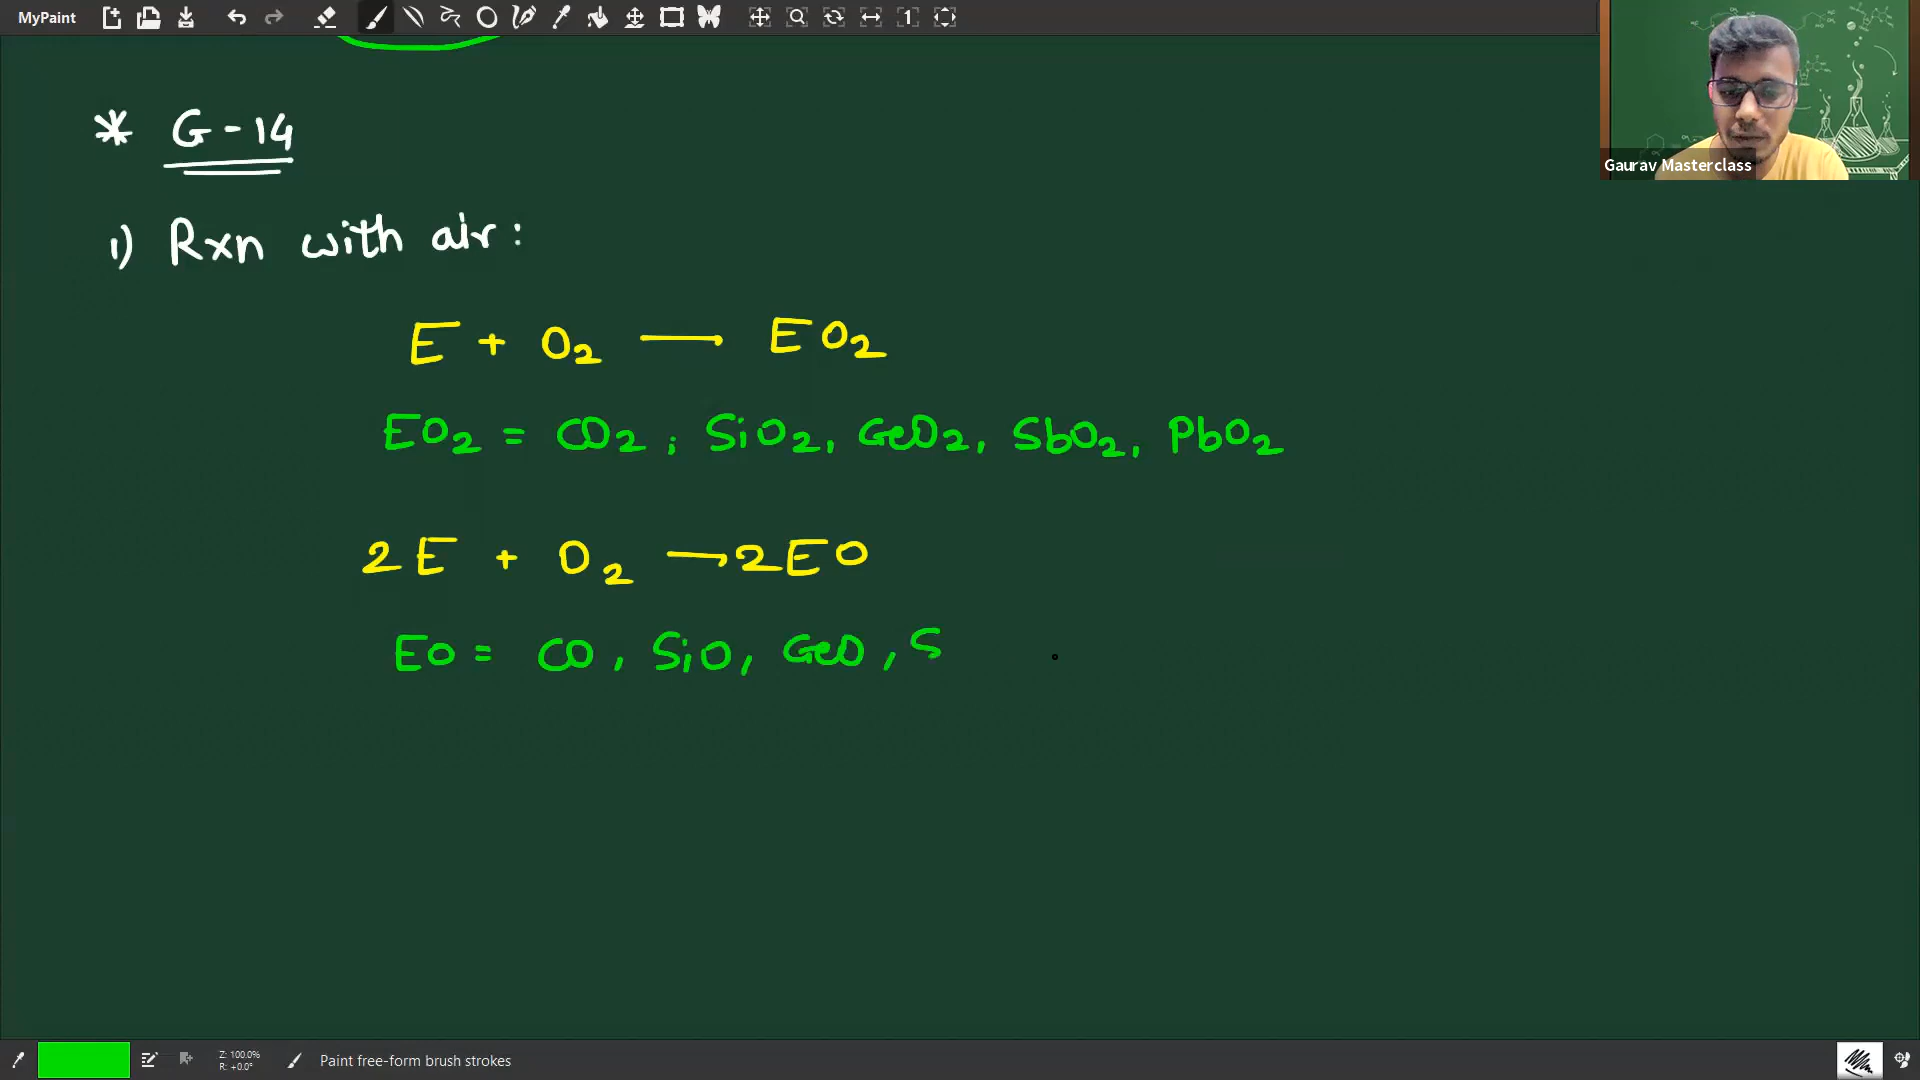 MyPaint
Gaurav Masterclass
* G-14
1) Rxn with air:
E + O₂ — EO₂
EO₂ = CO₂ ; SiO₂, GeO₂, SbO₂, PbO₂
2E + O₂ → 2EO
EO = CO, SiO, GeO, S
Z: 100.0%
R: +0.0°
Paint free-form brush strokes